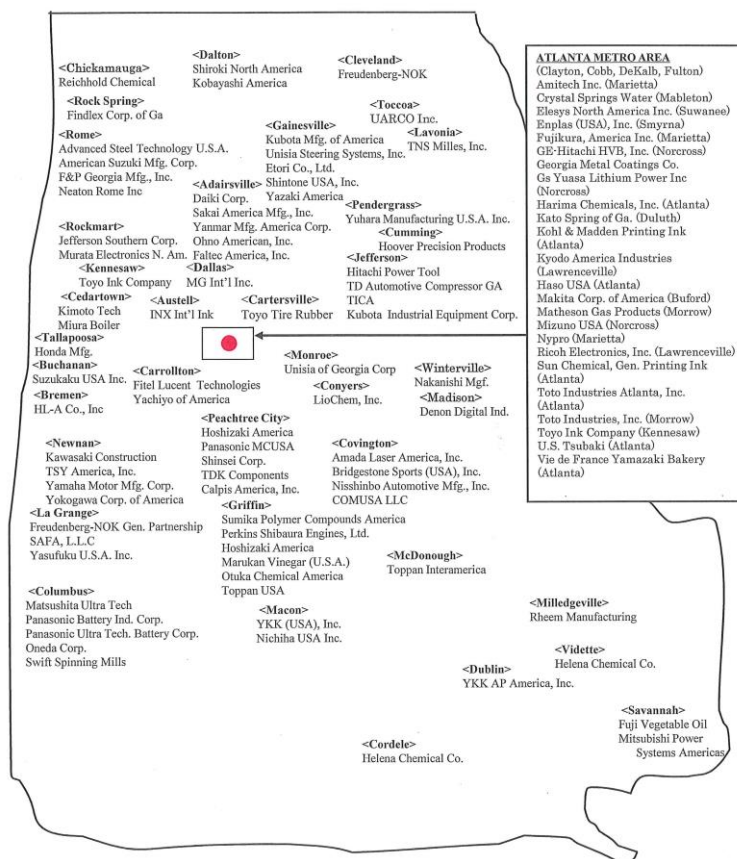 <Chickamauga>
Reichhold Chemical
<Dalton>
Shiroki North America
Kobayashi America
<Cleveland>
Freudenberg-NOK
<Rock Spring>
Findlex Corp. of Ga
<Toccoa>
UARCO Inc.
<Rome>
Advanced Steel Technology U.S.A.
American Suzuki Mfg. Corp.
F&P Georgia Mfg., Inc.
Neaton Rome Inc
<Gainesville>
Kubota Mfg. of America
Unisia Steering Systems, Inc.
Etori Co., Ltd.
Shintone USA, Inc.
Yazaki America
<Lavonia>
TNS Milles, Inc.
<Adairsville>
Daiki Corp.
Sakai America Mfg., Inc.
Yanmar Mfg. America Corp.
Ohno American, Inc.
Faltec America, Inc.
<Pendergrass>
Yuhara Manufacturing U.S.A. Inc.
<Rockmart>
Jefferson Southern Corp.
Murata Electronics N. Am.
<Cumming>
Hoover Precision Products
<Kennesaw>
Toyo Ink Company
<Dallas>
MG Int'l Inc.
<Jefferson>
Hitachi Power Tool
TD Automotive Compressor GA
TICA
Kubota Industrial Equipment Corp.
<Cedartown>
Kimoto Tech
Miura Boiler
<Austell>
INX Int'l Ink
<Cartersville>
Toyo Tire Rubber
<Tallapoosa>
Honda Mfg.
<Buchanan>
Suzukaku USA Inc.
<Bremen>
HL-A Co., Inc
<Carrollton>
Fitel Lucent Technologies
Yachiyo of America
<Monroe>
Unisia of Georgia Corp
<Conyers>
LioChem, Inc.
<Winterville>
Nakanishi Mgf.
<Madison>
Denon Digital Ind.
<Peachtree City>
Hoshizaki America
Panasonic MCUSA
Shinsei Corp.
TDK Components
Calpis America, Inc.
<Newnan>
Kawasaki Construction
TSY America, Inc.
Yamaha Motor Mfg. Corp.
Yokogawa Corp. of America
<Covington>
Amada Laser America, Inc.
Bridgestone Sports (USA), Inc.
Nisshinbo Automotive Mfg., Inc.
COMUSA LLC
<La Grange>
Freudenberg-NOK Gen. Partnership
SAFA, L.L.C
Yasufuku U.S.A. Inc.
<Griffin>
Sumika Polymer Compounds America
Perkins Shibaura Engines, Ltd.
Hoshizaki America
Marukan Vinegar (U.S.A.)
Otuka Chemical America
Toppan USA
<McDonough>
Toppan Interamerica
<Columbus>
Matsushita Ultra Tech
Panasonic Battery Ind. Corp.
Panasonic Ultra Tech. Battery Corp.
Oneda Corp.
Swift Spinning Mills
<Macon>
YKK (USA), Inc.
Nichiha USA Inc.
<Milledgeville>
Rheem Manufacturing
<Vidette>
Helena Chemical Co.
<Dublin>
YKK AP America, Inc.
<Savannah>
Fuji Vegetable Oil
Mitsubishi Power
Systems Americas
<Cordele>
Helena Chemical Co.
ATLANTA METRO AREA
(Clayton, Cobb, DeKalb, Fulton)
Amitech Inc. (Marietta)
Crystal Springs Water (Mableton)
Elesys North America Inc. (Suwanee)
Enplas (USA), Inc. (Smyrna)
Fujikura, America Inc. (Marietta)
GE-Hitachi HVB, Inc. (Norcross)
Georgia Metal Coatings Co.
Gs Yuasa Lithium Power Inc
(Norcross)
Harima Chemicals, Inc. (Atlanta)
Kato Spring of Ga. (Duluth)
Kohl & Madden Printing Ink
(Atlanta)
Kyodo America Industries
(Lawrenceville)
Haso USA (Atlanta)
Makita Corp. of America (Buford)
Matheson Gas Products (Morrow)
Mizuno USA (Norcross)
Nypro (Marietta)
Ricoh Electronics, Inc. (Lawrenceville)
Sun Chemical, Gen. Printing Ink
(Atlanta)
Toto Industries Atlanta, Inc.
(Atlanta)
Toto Industries, Inc. (Morrow)
Toyo Ink Company (Kennesaw)
U.S. Tsubaki (Atlanta)
Vie de France Yamazaki Bakery
(Atlanta)